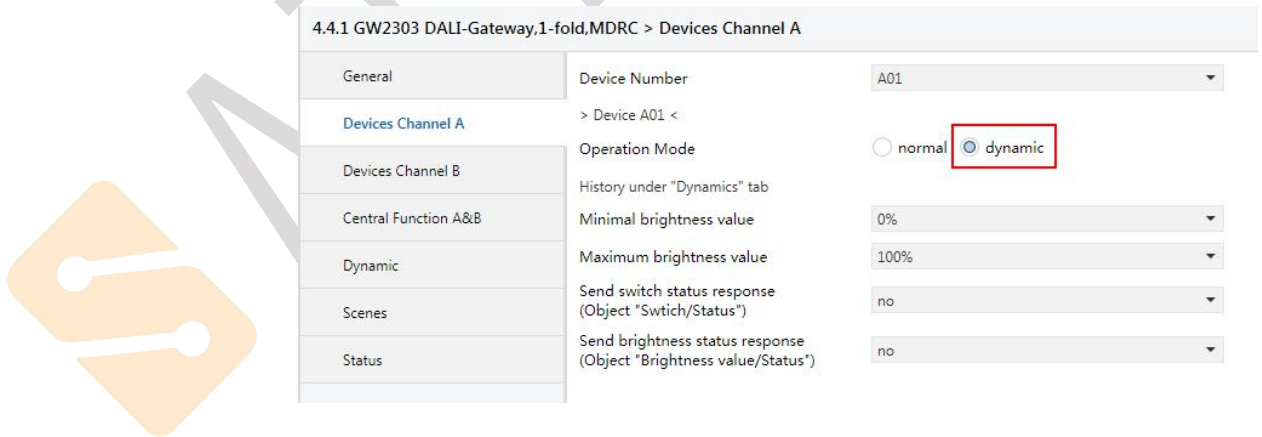 4.4.1 GW2303 DALI-Gateway,1-fold,MDRC > Devices Channel A
General
Devices Channel A
Devices Channel B
Central Function A&B
Dynamic
Scenes
Status
Device Number A01
> Device A01 <
Operation Mode normal dynamic
History under "Dynamics" tab
Minimal brightness value 0%
Maximum brightness value 100%
Send switch status response
(Object "Swtich/Status") no
Send brightness status response
(Object "Brightness value/Status") no